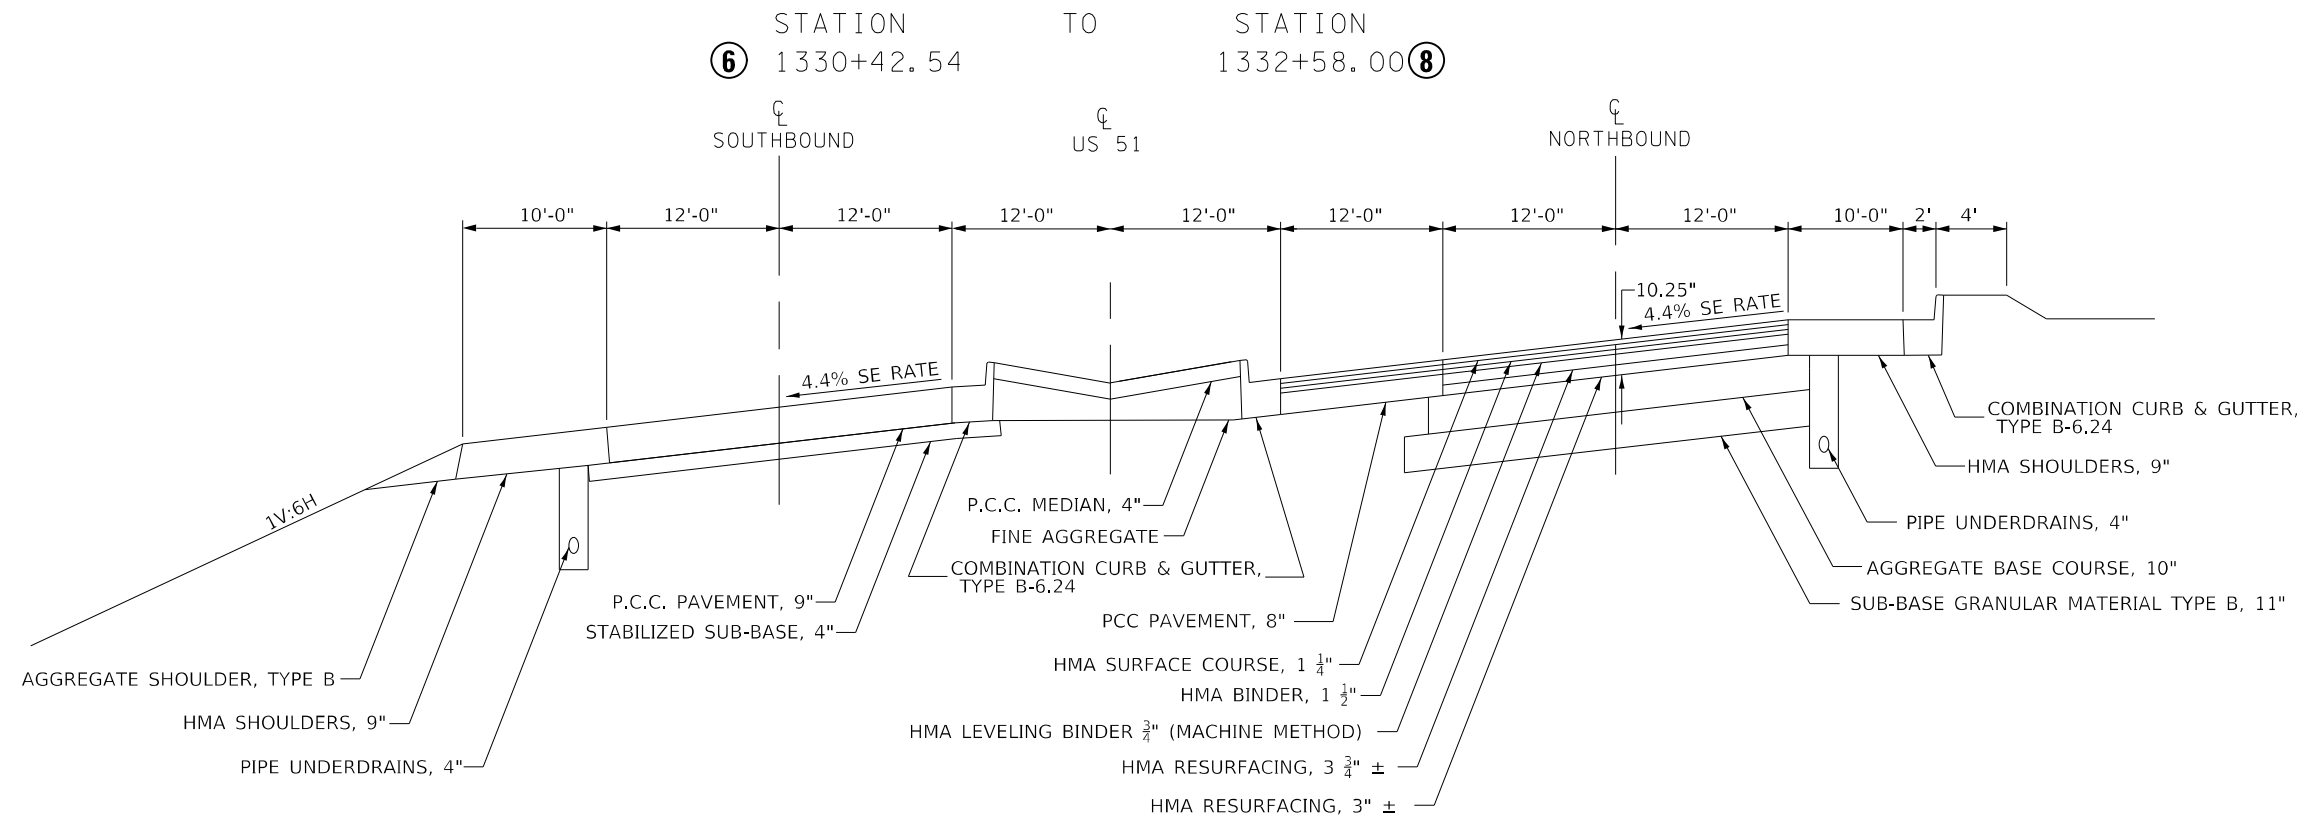 STATION TO STATION
6 1330+42.54 1332+58.00 8
℄ SOUTHBOUND
℄ US 51
℄ NORTHBOUND
10'-0" 12'-0" 12'-0" 12'-0" 12'-0" 12'-0" 12'-0" 12'-0" 10'-0" 2' 4'
10.25"
4.4% SE RATE
4.4% SE RATE
1V:6H
COMBINATION CURB & GUTTER,
TYPE B-6.24
HMA SHOULDERS, 9"
PIPE UNDERDRAINS, 4"
AGGREGATE BASE COURSE, 10"
SUB-BASE GRANULAR MATERIAL TYPE B, 11"
P.C.C. MEDIAN, 4"
FINE AGGREGATE
COMBINATION CURB & GUTTER,
TYPE B-6.24
P.C.C. PAVEMENT, 9"
STABILIZED SUB-BASE, 4"
PCC PAVEMENT, 8"
HMA SURFACE COURSE, 1 1/4"
HMA BINDER, 1 1/2"
HMA LEVELING BINDER 3/4" (MACHINE METHOD)
HMA RESURFACING, 3 3/4" ±
HMA RESURFACING, 3" ±
AGGREGATE SHOULDER, TYPE B
HMA SHOULDERS, 9"
PIPE UNDERDRAINS, 4"